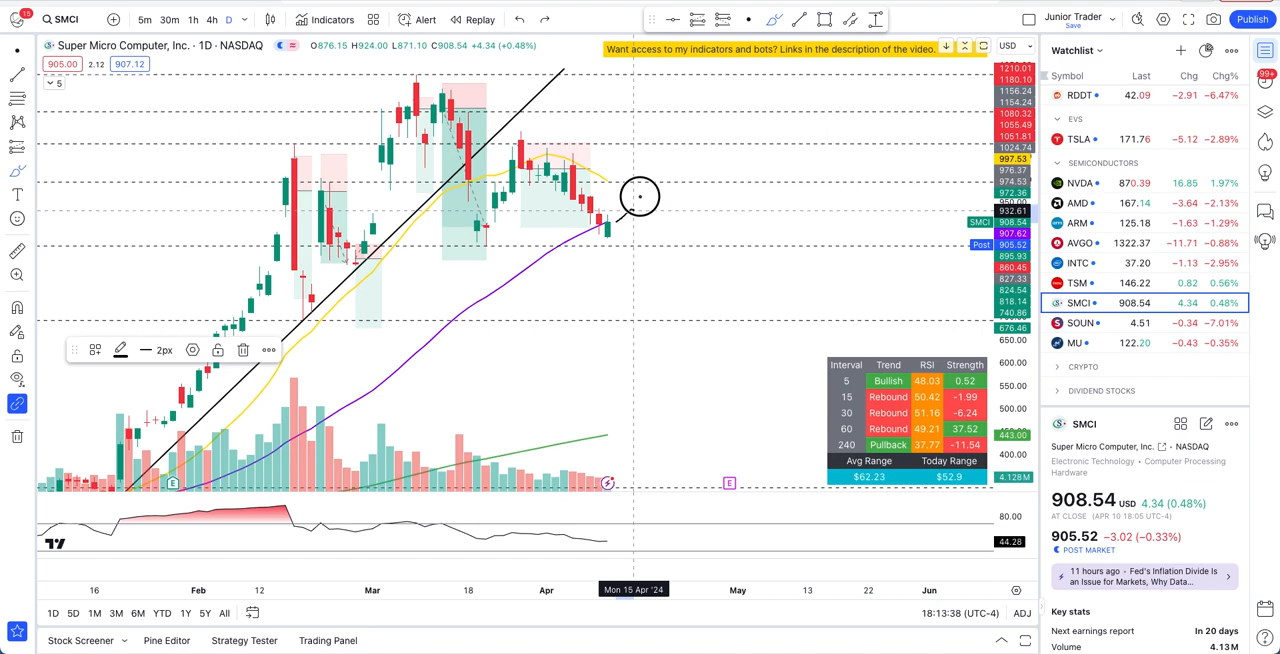 15
SMCI
5m 30m 1h 4h D
Indicators
Alert
Replay
Junior Trader
Save
Publish
Super Micro Computer, Inc. · 1D · NASDAQ
O876.15 H924.00 L871.10 C908.54 +4.34 (+0.48%)
Want access to my indicators and bots? Links in the description of the video.
USD
905.00 2.12 907.12
5
1210.01
1180.10
1156.24
1154.24
1080.32
1055.49
1051.81
1024.74
997.53
976.37
974.53
972.36
950.00
932.61
SMCI 908.54
907.62
Post 905.52
895.93
860.45
827.33
824.54
818.14
740.86
676.46
650.00
600.00
550.00
500.00
443.00
400.00
4.128M
80.00
44.28
2px
Interval Trend RSI Strength
5 Bullish 48.03 0.52
15 Rebound 50.42 -1.99
30 Rebound 51.16 -6.24
60 Rebound 49.21 37.52
240 Pullback 37.77 -11.54
Avg Range Today Range
$62.23 $52.9
E
E
16 Feb 12 Mar 18 Apr Mon 15 Apr '24 May 13 22 Jun
1D 5D 1M 3M 6M YTD 1Y 5Y All
18:13:38 (UTC-4) ADJ
Stock Screener
Pine Editor
Strategy Tester
Trading Panel
Watchlist
Symbol Last Chg Chg%
RDDT 42.09 −2.91 −6.47%
EVS
TSLA 171.76 −5.12 −2.89%
SEMICONDUCTORS
NVDA 870.39 16.85 1.97%
AMD 167.14 −3.64 −2.13%
ARM 125.18 −1.63 −1.29%
AVGO 1322.37 −11.71 −0.88%
INTC 37.20 −1.13 −2.95%
TSM 146.22 0.82 0.56%
SMCI 908.54 4.34 0.48%
SOUN 4.51 −0.34 −7.01%
MU 122.20 −0.43 −0.35%
CRYPTO
DIVIDEND STOCKS
SMCI
Super Micro Computer, Inc. · NASDAQ
Electronic Technology • Computer Processing
Hardware
908.54 USD 4.34 (0.48%)
AT CLOSE (APR 10 18:05 UTC-4)
905.52 −3.02 (−0.33%)
POST MARKET
11 hours ago · Fed's Inflation Divide Is
an Issue for Markets, Why Data...
Key stats
Next earnings report In 20 days
Volume 4.13M
99+